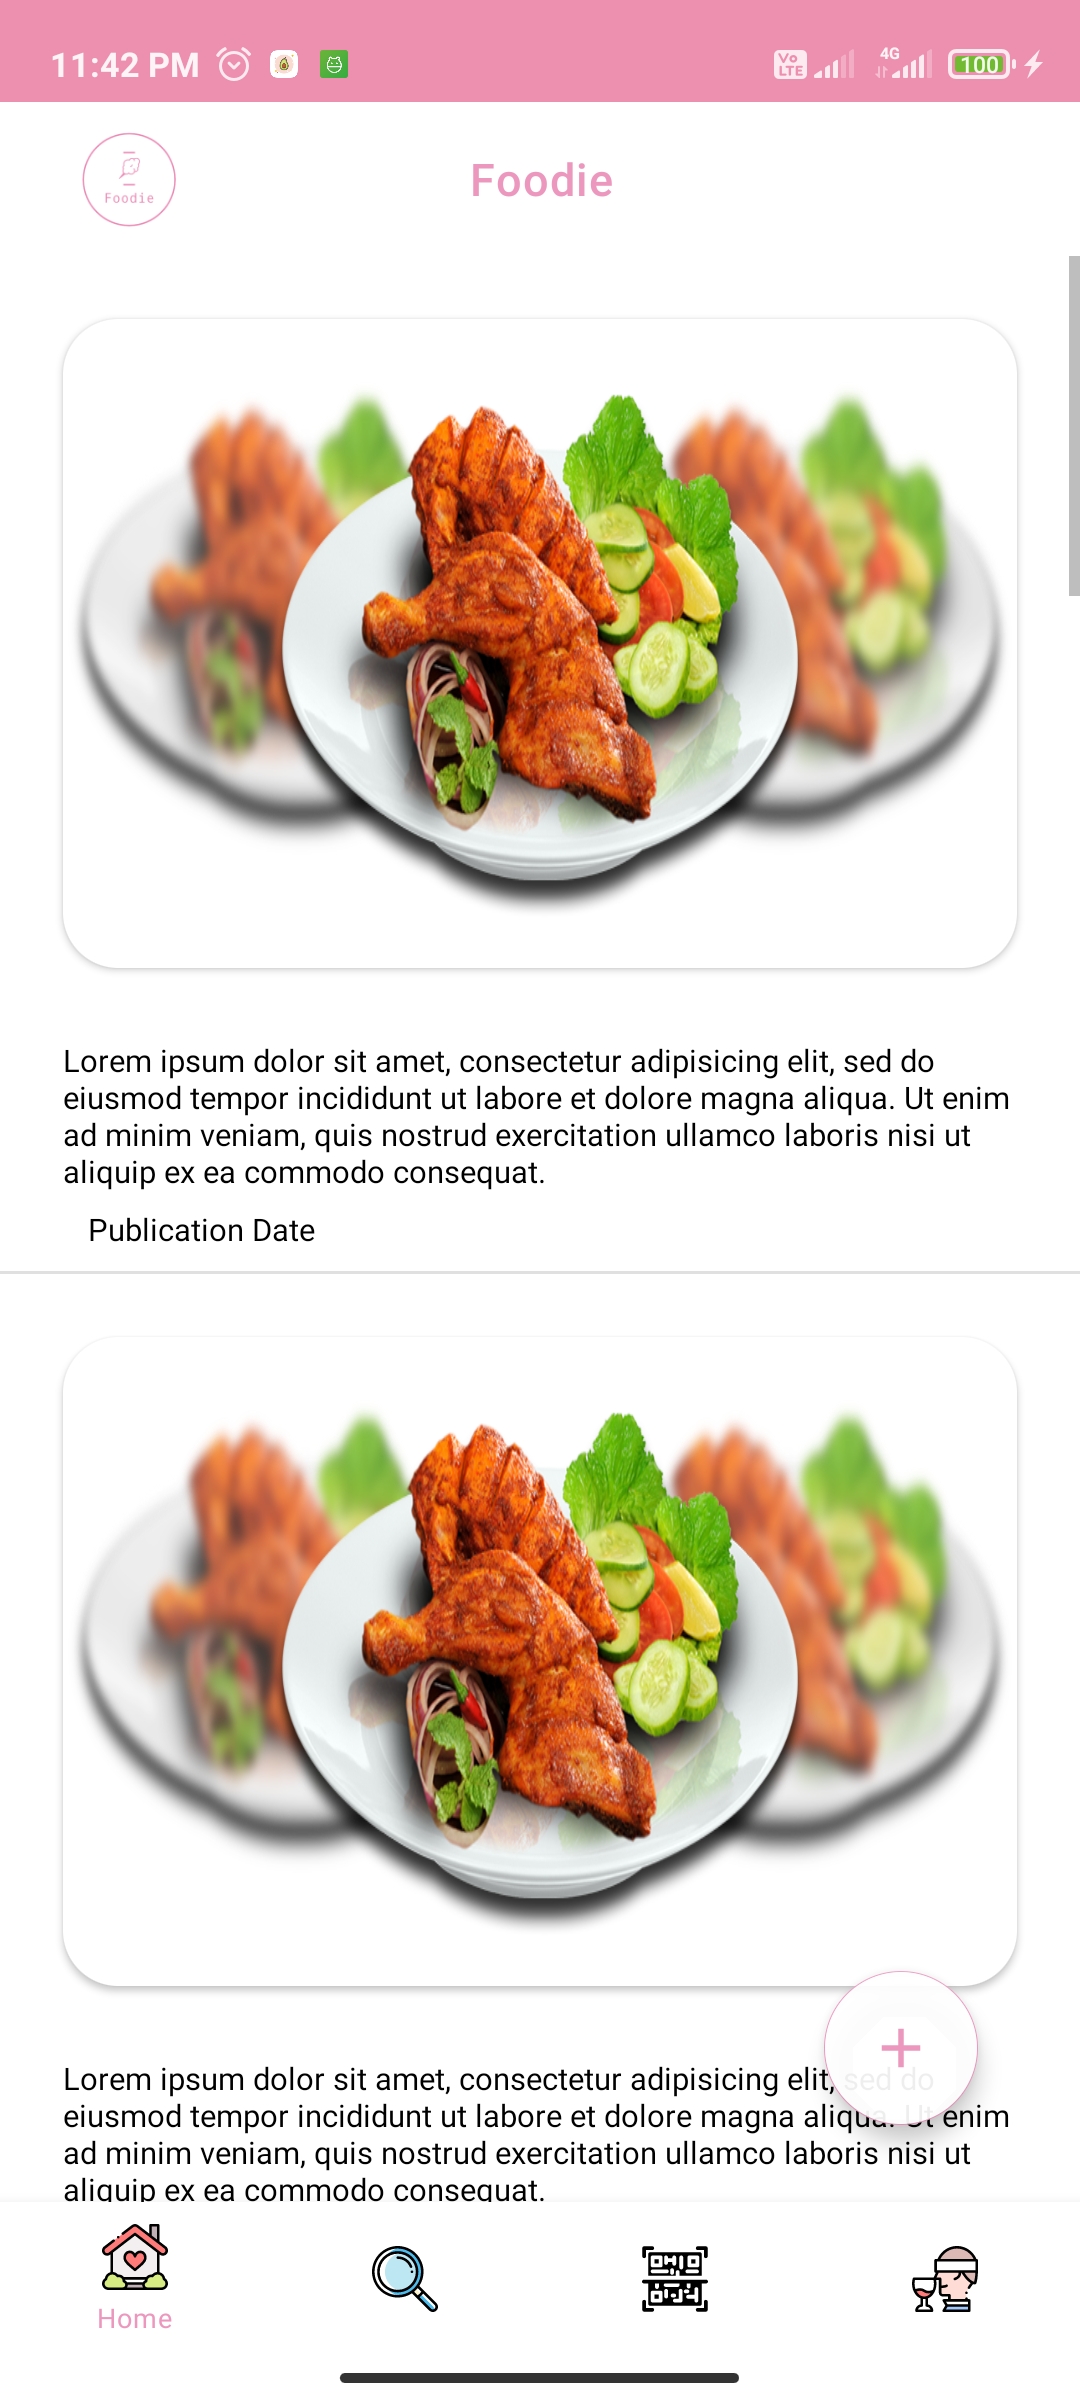 11:42 PM
Vo LTE
4G
100
Foodie
Foodie
Lorem ipsum dolor sit amet, consectetur adipisicing elit, sed do
eiusmod tempor incididunt ut labore et dolore magna aliqua. Ut enim
ad minim veniam, quis nostrud exercitation ullamco laboris nisi ut
aliquip ex ea commodo consequat.
Publication Date
Lorem ipsum dolor sit amet, consectetur adipisicing elit, sed do
eiusmod tempor incididunt ut labore et dolore magna aliqua. Ut enim
ad minim veniam, quis nostrud exercitation ullamco laboris nisi ut
aliquip ex ea commodo consequat.
Home